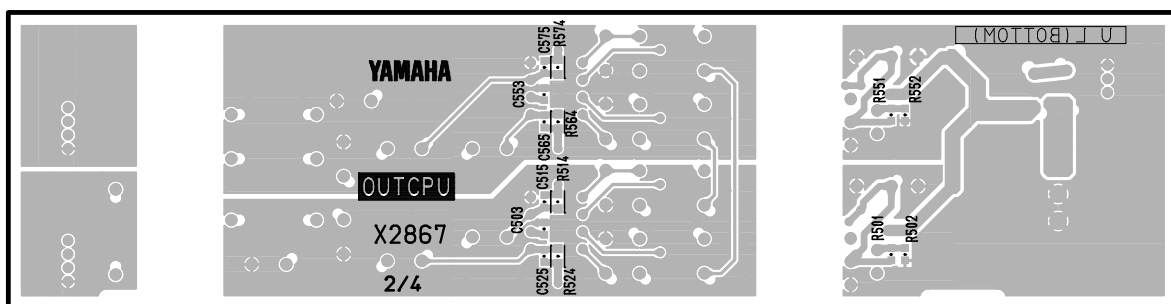 C575
R574
YAMAHA
C553
C565
R564
C515
R514
OUTCPU
C503
X2867
2/4
C525
R524
U L(BOTTOM)
R551
R552
R501
R502